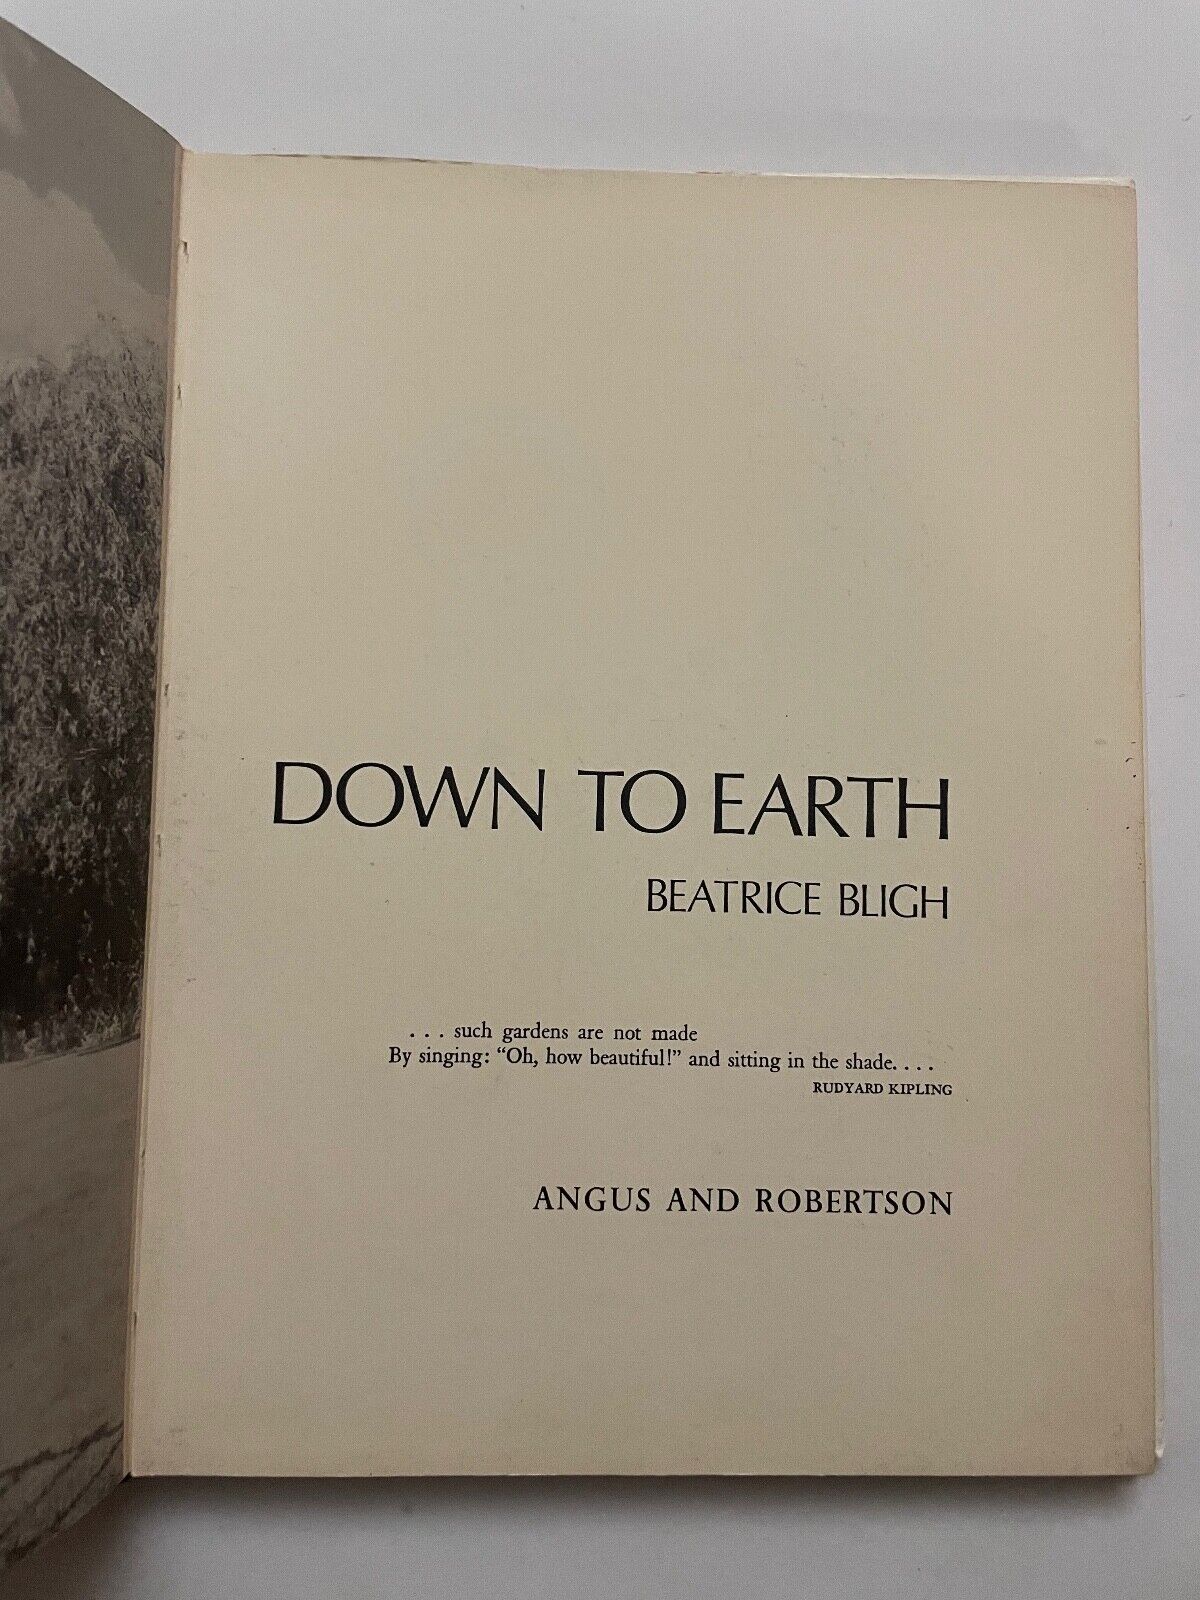 DOWN TO EARTH
BEATRICE BLIGH
. . . such gardens are not made
By singing: “Oh, how beautiful!” and sitting in the shade. . . .
RUDYARD KIPLING
ANGUS AND ROBERTSON